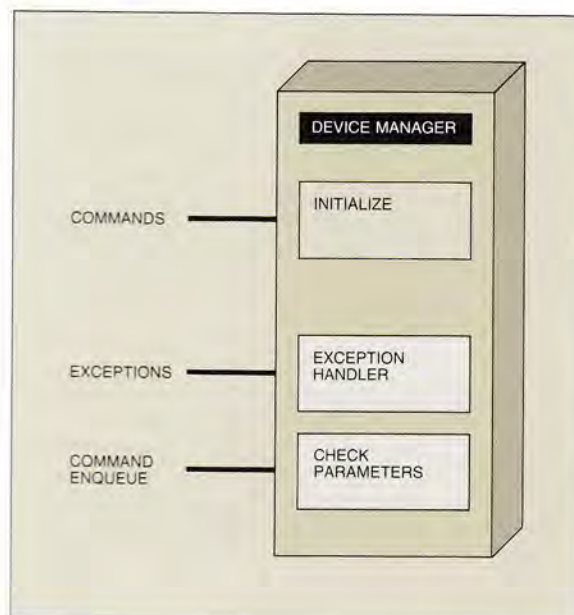 DEVICE MANAGER
COMMANDS
INITIALIZE
EXCEPTIONS
EXCEPTION
HANDLER
COMMAND
ENQUEUE
CHECK
PARAMETERS